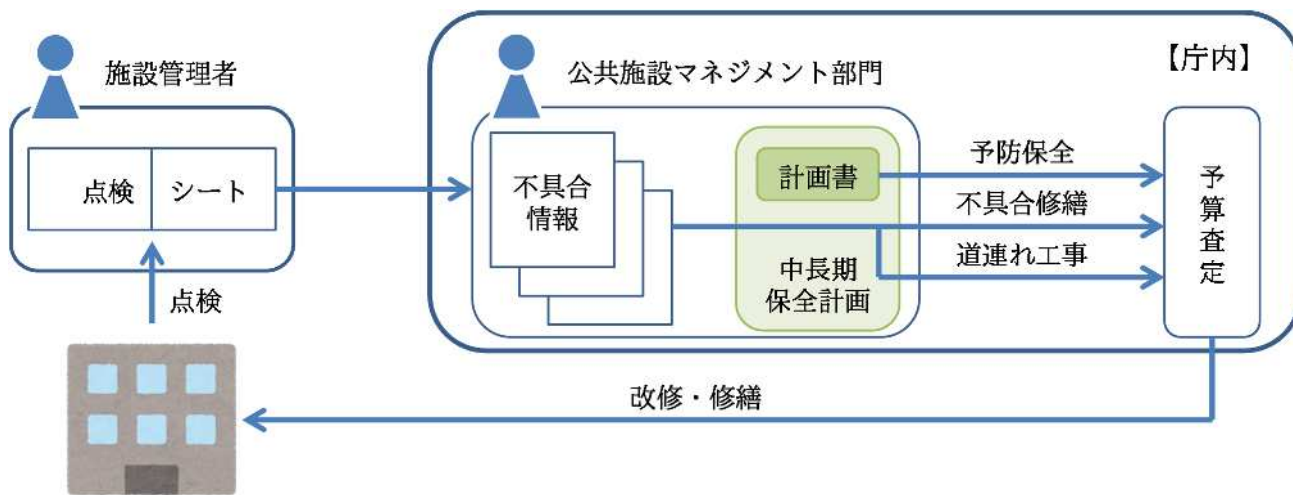 施設管理者
点検 シート
点検
公共施設マネジメント部門
【庁内】
不具合
情報
計画書
中長期
保全計画
予防保全
不具合修繕
道連れ工事
予算査定
改修・修繕